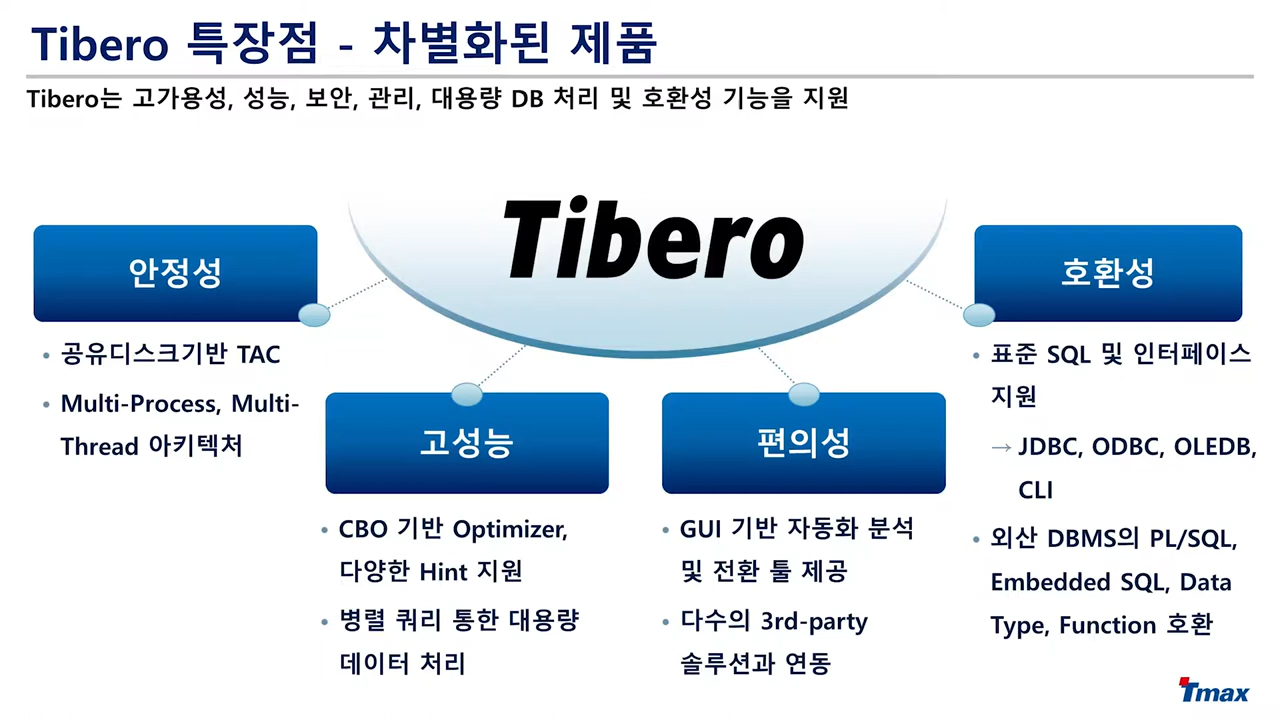 Tibero 특장점 - 차별화된 제품
Tibero는 고가용성, 성능, 보안, 관리, 대용량 DB 처리 및 호환성 기능을 지원
Tibero
안정성
• 공유디스크기반 TAC
• Multi-Process, Multi-
Thread 아키텍처
고성능
• CBO 기반 Optimizer,
다양한 Hint 지원
• 병렬 쿼리 통한 대용량
데이터 처리
편의성
• GUI 기반 자동화 분석
및 전환 툴 제공
• 다수의 3rd-party
솔루션과 연동
호환성
• 표준 SQL 및 인터페이스
지원
→ JDBC, ODBC, OLEDB,
CLI
• 외산 DBMS의 PL/SQL,
Embedded SQL, Data
Type, Function 호환
Tmax